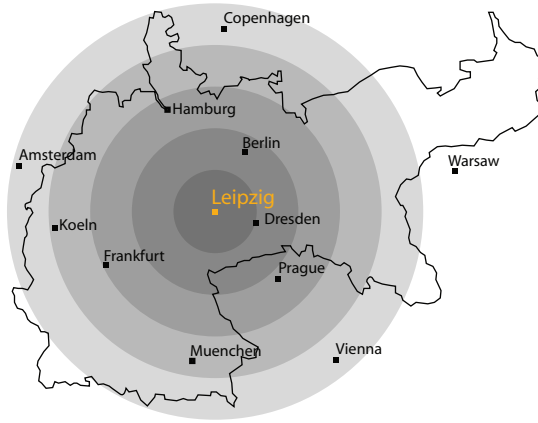 Copenhagen
Hamburg
Berlin
Amsterdam
Warsaw
Leipzig
Dresden
Koeln
Frankfurt
Prague
Muenchen
Vienna